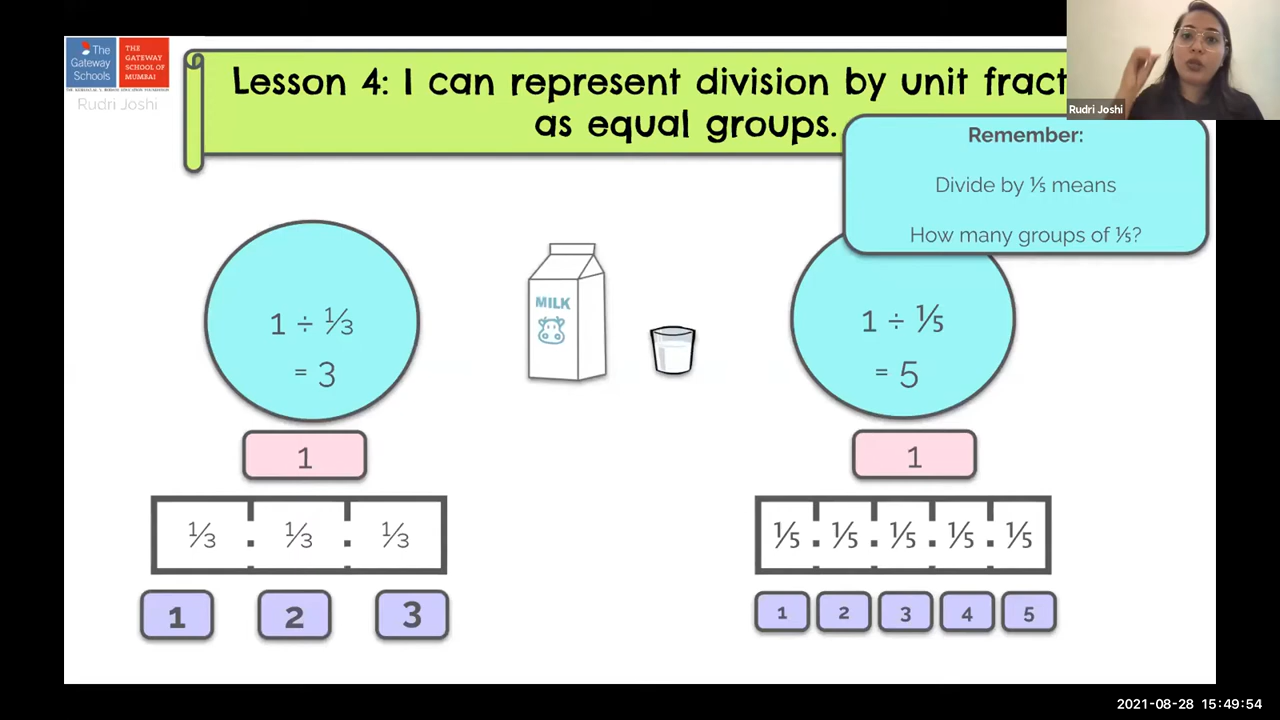 The
Gateway
Schools
THE
GATEWAY
SCHOOL OF
MUMBAI
Rudri Joshi
Lesson 4: I can represent division by unit fract
as equal groups.
Rudri Joshi
Remember:
Divide by ⅕ means
How many groups of ⅕?
1 ÷ ⅓
= 3
MILK
1 ÷ ⅕
= 5
1
1
⅓ ⅓ ⅓
⅕ ⅕ ⅕ ⅕ ⅕
1 2 3
1 2 3 4 5
2021-08-28 15:49:54